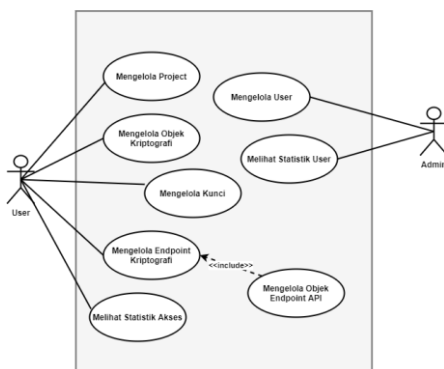 Mengelola Project
Mengelola User
Mengelola Objek
Kriptografi
Melihat Statistik User
Admin
Mengelola Kunci
User
Mengelola Endpoint
Kriptografi
<<include>>
Mengelola Objek
Endpoint API
Melihat Statistik Akses